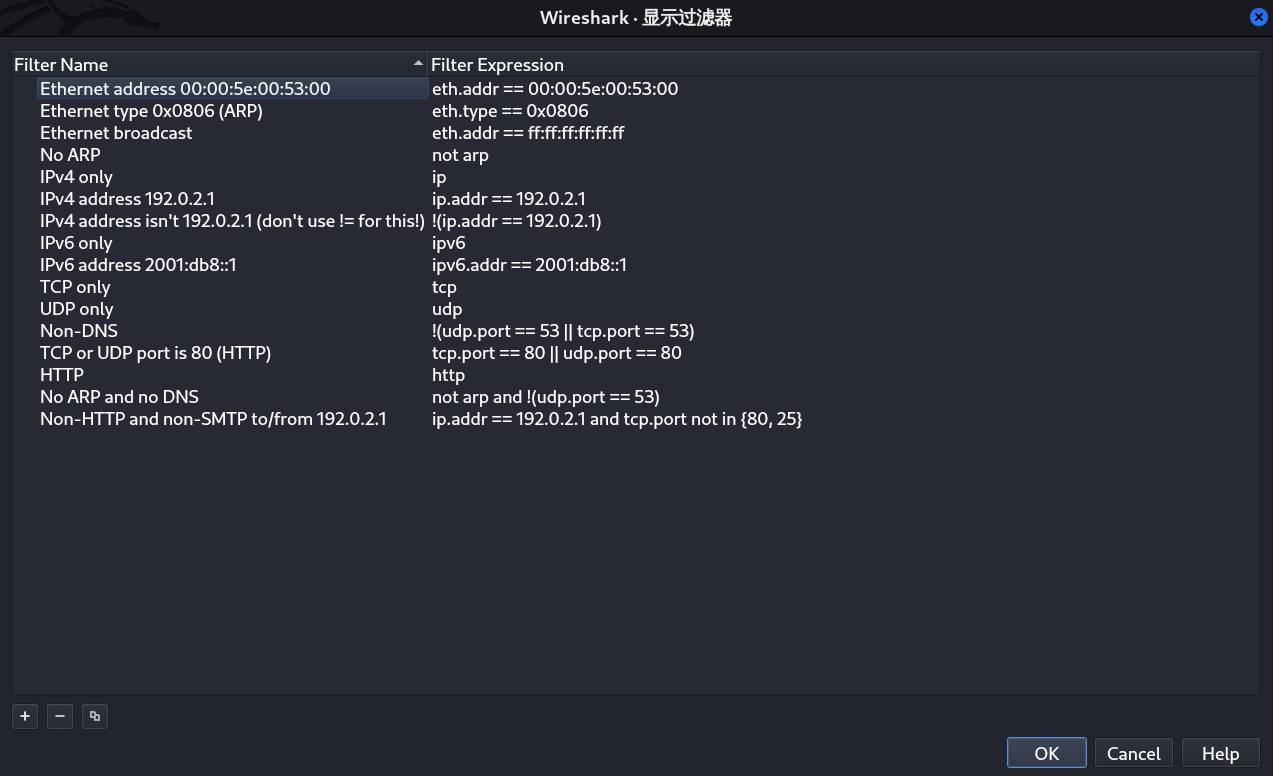 Wireshark · 显示过滤器
Filter Name Filter Expression
Ethernet address 00:00:5e:00:53:00 eth.addr == 00:00:5e:00:53:00
Ethernet type 0x0806 (ARP) eth.type == 0x0806
Ethernet broadcast eth.addr == ff:ff:ff:ff:ff:ff
No ARP not arp
IPv4 only ip
IPv4 address 192.0.2.1 ip.addr == 192.0.2.1
IPv4 address isn't 192.0.2.1 (don't use != for this!) !(ip.addr == 192.0.2.1)
IPv6 only ipv6
IPv6 address 2001:db8::1 ipv6.addr == 2001:db8::1
TCP only tcp
UDP only udp
Non-DNS !(udp.port == 53 || tcp.port == 53)
TCP or UDP port is 80 (HTTP) tcp.port == 80 || udp.port == 80
HTTP http
No ARP and no DNS not arp and !(udp.port == 53)
Non-HTTP and non-SMTP to/from 192.0.2.1 ip.addr == 192.0.2.1 and tcp.port not in {80, 25}
OK Cancel Help